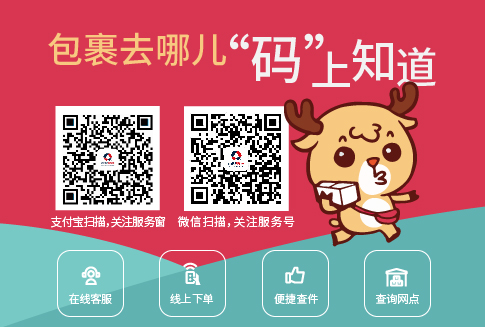 包裹去哪儿“码”上知道
支付宝扫描,关注服务窗
微信扫描,关注服务号
在线客服
线上下单
便捷查件
查询网点